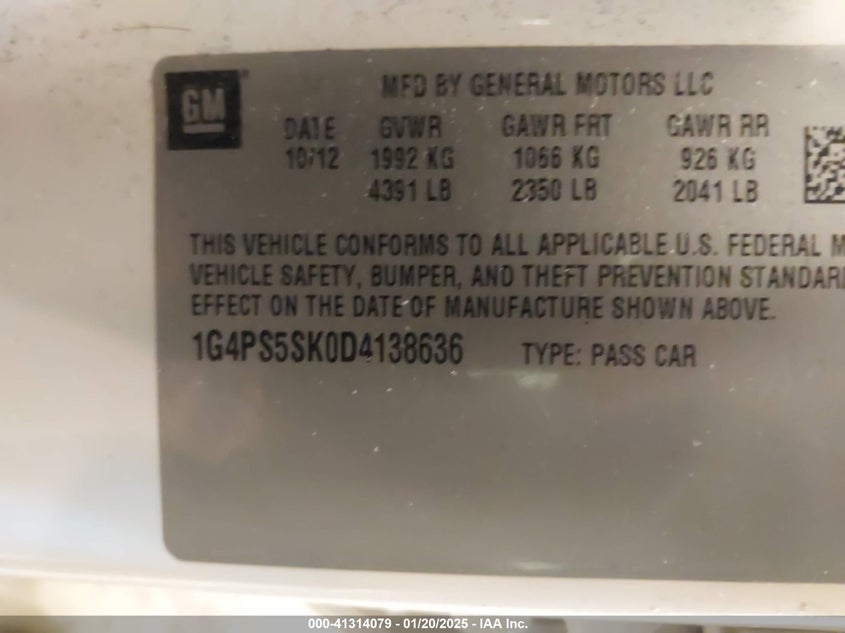 GM
MFD BY GENERAL MOTORS LLC
DATE GVWR GAWR FRT GAWR RR
10/12 1992 KG 1066 KG 926 KG
4391 LB 2350 LB 2041 LB
THIS VEHICLE CONFORMS TO ALL APPLICABLE U.S. FEDERAL M
VEHICLE SAFETY, BUMPER, AND THEFT PREVENTION STANDARD
EFFECT ON THE DATE OF MANUFACTURE SHOWN ABOVE.
1G4PS5SK0D4138636 TYPE: PASS CAR
000-41314079 - 01/20/2025 - © IAA Inc.